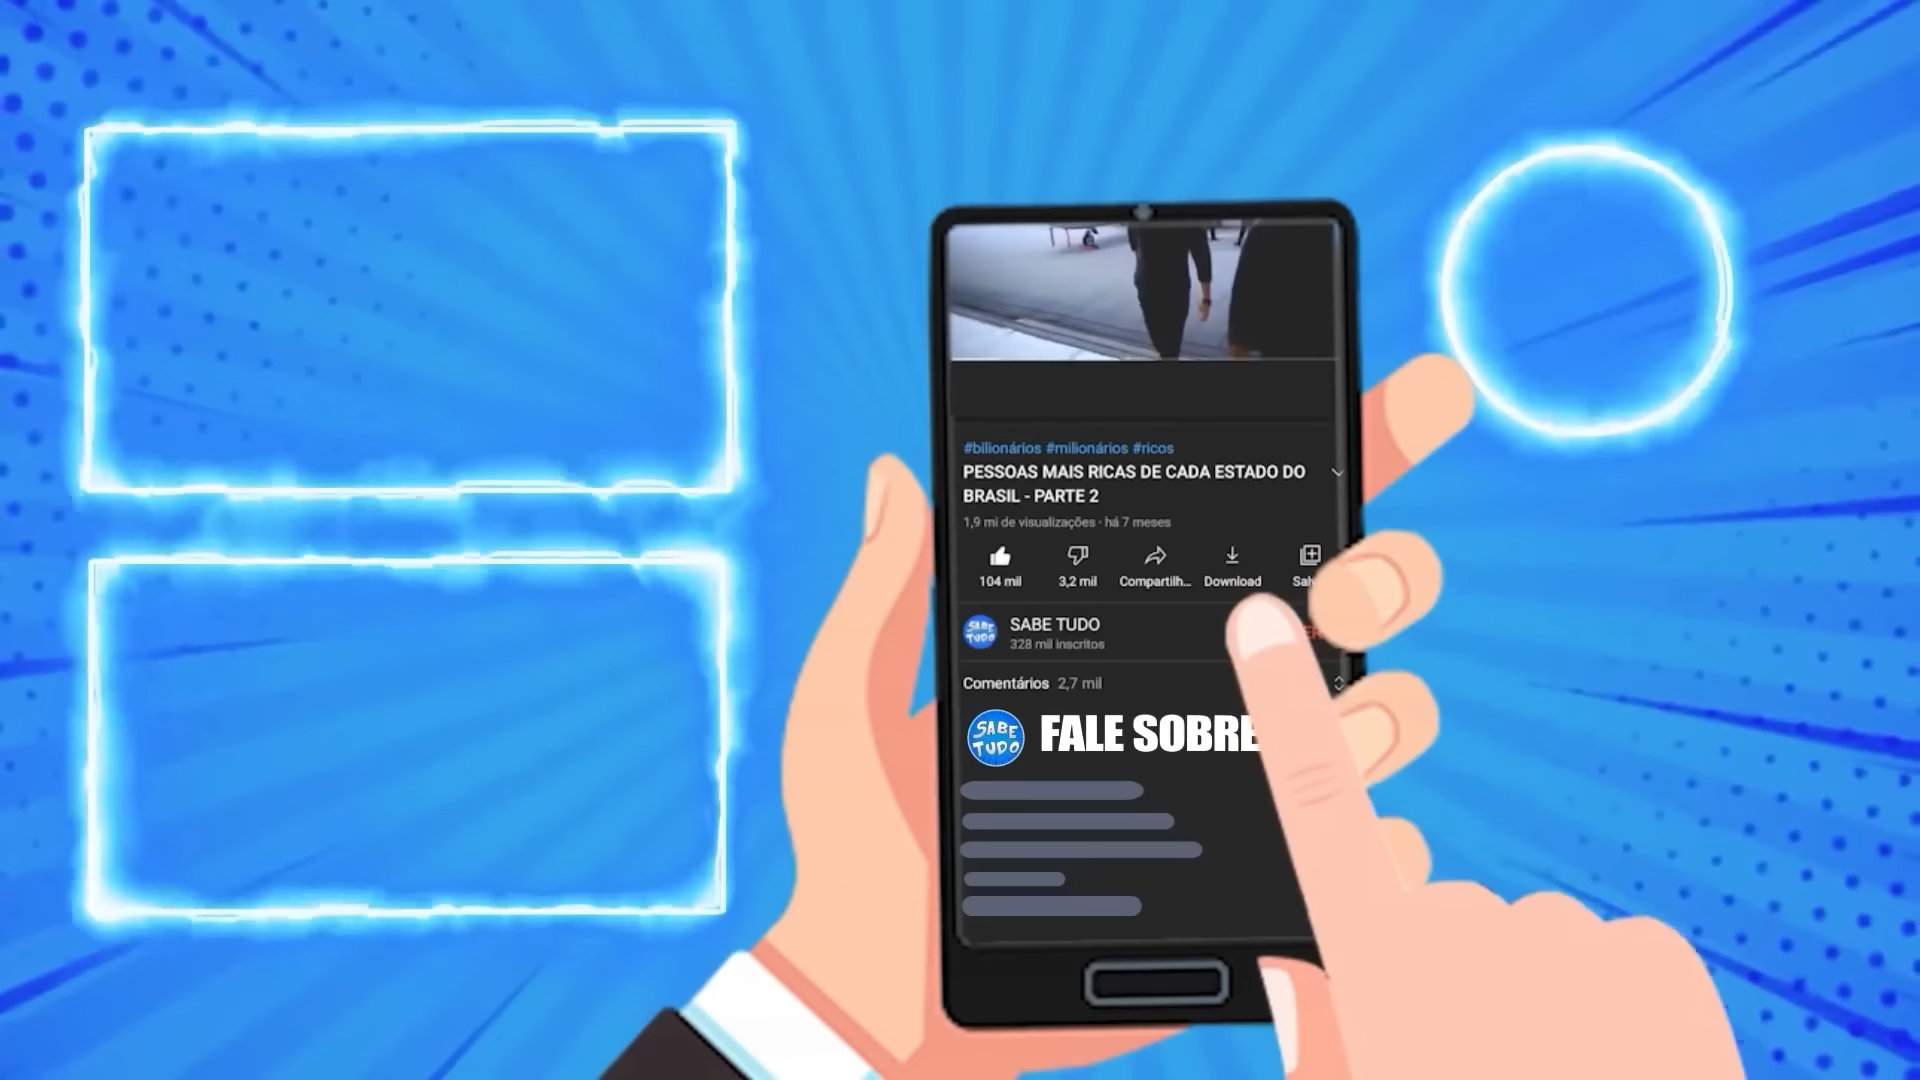 #bilionários #milionários #ricos
PESSOAS MAIS RICAS DE CADA ESTADO DO
BRASIL - PARTE 2
1,9 mi de visualizações · há 7 meses
104 mil
3,2 mil
Compartilh...
Download
SABE TUDO
SABE TUDO
328 mil inscritos
Comentários 2,7 mil
SABE TUDO
FALE SOBRE